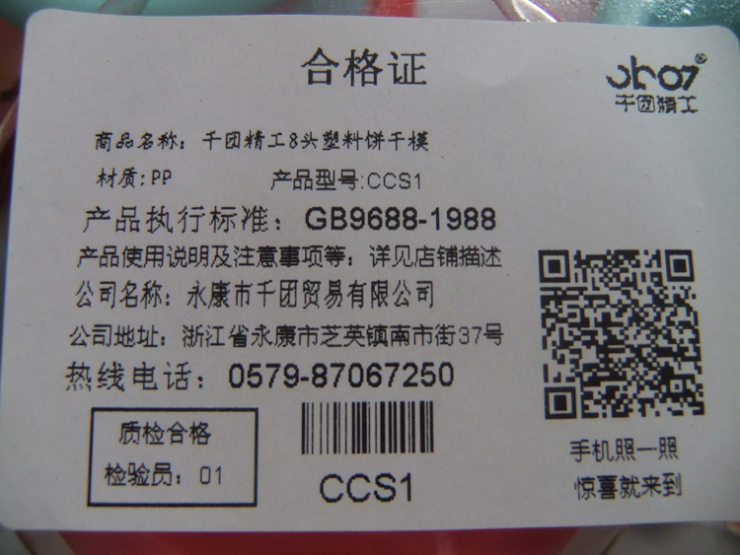 合格证
千团精工
商品名称：千团精工8头塑料饼干模
材质:PP 产品型号:CCS1
产品执行标准：GB9688-1988
产品使用说明及注意事项等：详见店铺描述
公司名称：永康市千团贸易有限公司
公司地址：浙江省永康市芝英镇南市街37号
热线电话：0579-87067250
质检合格
检验员：01
CCS1
手机照一照
惊喜就来到